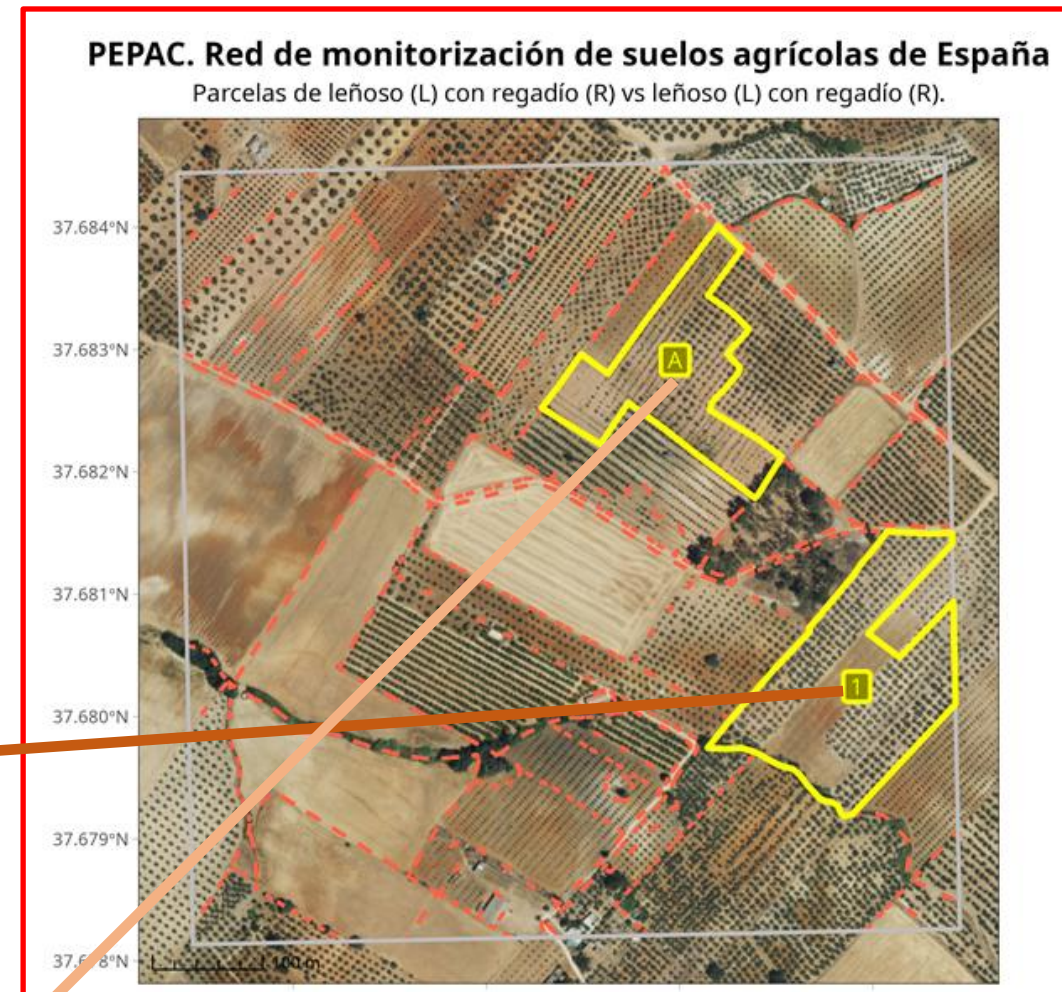 PEPAC. Red de monitorización de suelos agrícolas de España
Parcelas de leñoso (L) con regadío (R) vs leñoso (L) con regadío (R).
37.684°N
37.683°N
A
37.682°N
37.681°N
1
37.680°N
37.679°N
100 m